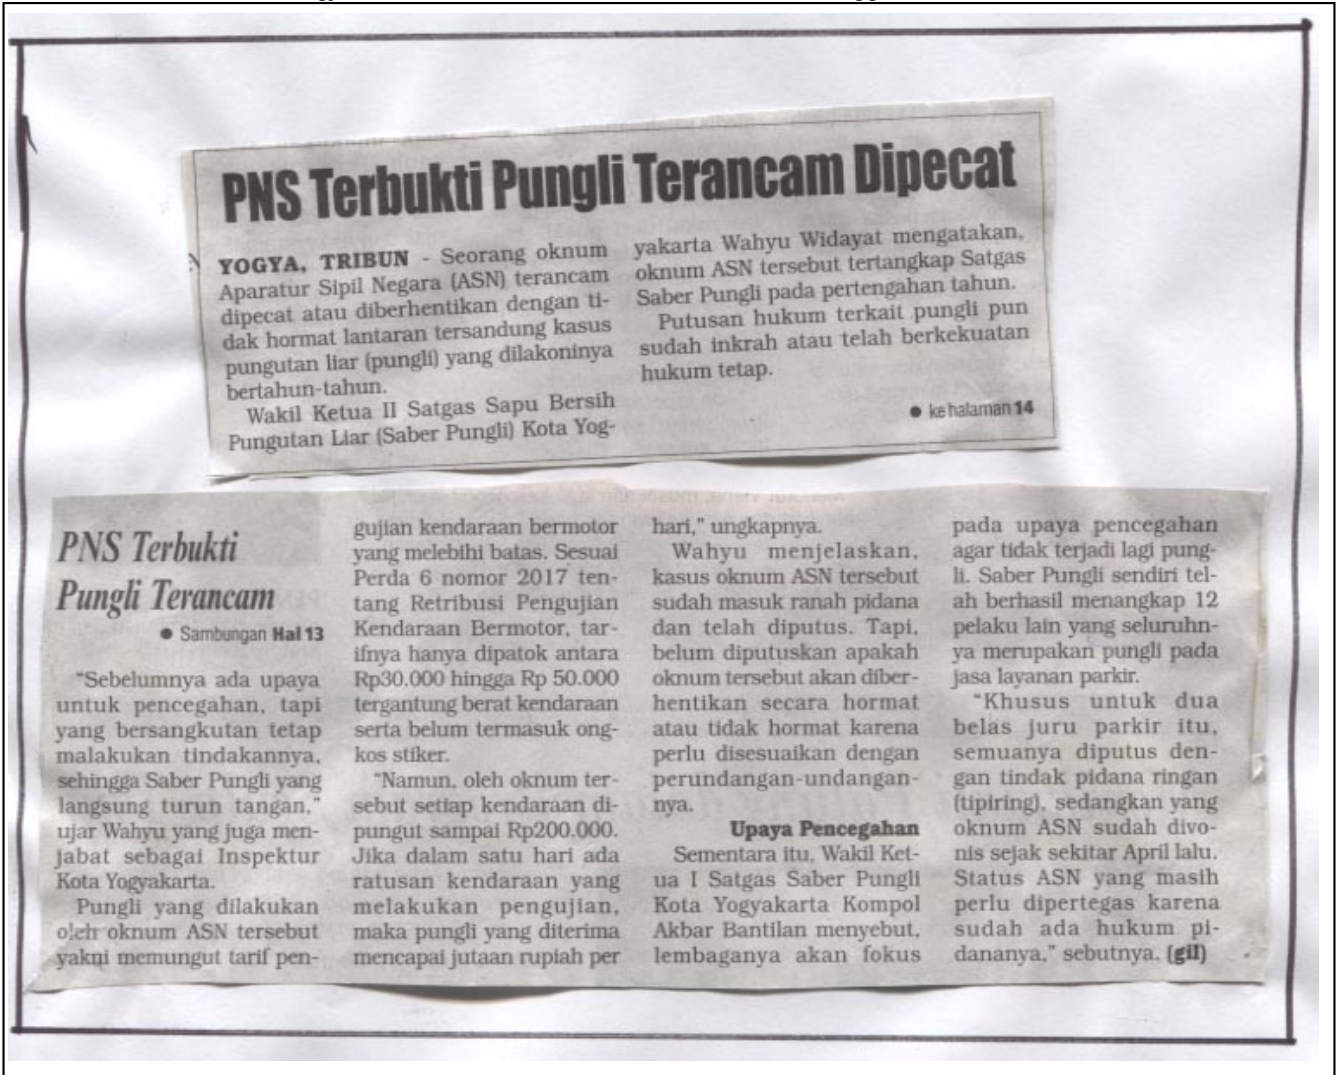 PNS Terbukti Pungli Terancam Dipecat
YOGYA, TRIBUN - Seorang oknum
Aparatur Sipil Negara (ASN) terancam
dipecat atau diberhentikan dengan ti-
dak hormat lantaran tersandung kasus
pungutan liar (pungli) yang dilakoninya
bertahun-tahun.
Wakil Ketua II Satgas Sapu Bersih
Pungutan Liar (Saber Pungli) Kota Yog-
yakarta Wahyu Widayat mengatakan,
oknum ASN tersebut tertangkap Satgas
Saber Pungli pada pertengahan tahun.
Putusan hukum terkait pungli pun
sudah inkrah atau telah berkekuatan
hukum tetap.
● ke halaman 14
PNS Terbukti
Pungli Terancam
● Sambungan Hal 13
"Sebelumnya ada upaya
untuk pencegahan, tapi
yang bersangkutan tetap
malakukan tindakannya,
sehingga Saber Pungli yang
langsung turun tangan,"
ujar Wahyu yang juga men-
jabat sebagai Inspektur
Kota Yogyakarta.
Pungli yang dilakukan
oleh oknum ASN tersebut
yakni memungut tarif pen-
gujian kendaraan bermotor
yang melebihi batas. Sesuai
Perda 6 nomor 2017 ten-
tang Retribusi Pengujian
Kendaraan Bermotor, tar-
ifnya hanya dipatok antara
Rp30.000 hingga Rp 50.000
tergantung berat kendaraan
serta belum termasuk ong-
kos stiker.
"Namun, oleh oknum ter-
sebut setiap kendaraan di-
pungut sampai Rp200.000.
Jika dalam satu hari ada
ratusan kendaraan yang
melakukan pengujian,
maka pungli yang diterima
mencapai jutaan rupiah per
hari," ungkapnya.
Wahyu menjelaskan,
kasus oknum ASN tersebut
sudah masuk ranah pidana
dan telah diputus. Tapi,
belum diputuskan apakah
oknum tersebut akan diber-
hentikan secara hormat
atau tidak hormat karena
perlu disesuaikan dengan
perundangan-undangan-
nya.
Upaya Pencegahan
Sementara itu, Wakil Ket-
ua I Satgas Saber Pungli
Kota Yogyakarta Kompol
Akbar Bantilan menyebut,
lembaganya akan fokus
pada upaya pencegahan
agar tidak terjadi lagi pung-
li. Saber Pungli sendiri tel-
ah berhasil menangkap 12
pelaku lain yang seluruhn-
ya merupakan pungli pada
jasa layanan parkir.
"Khusus untuk dua
belas juru parkir itu,
semuanya diputus den-
gan tindak pidana ringan
(tipiring), sedangkan yang
oknum ASN sudah divo-
nis sejak sekitar April lalu.
Status ASN yang masih
perlu dipertegas karena
sudah ada hukum pi-
dananya," sebutnya. (gil)